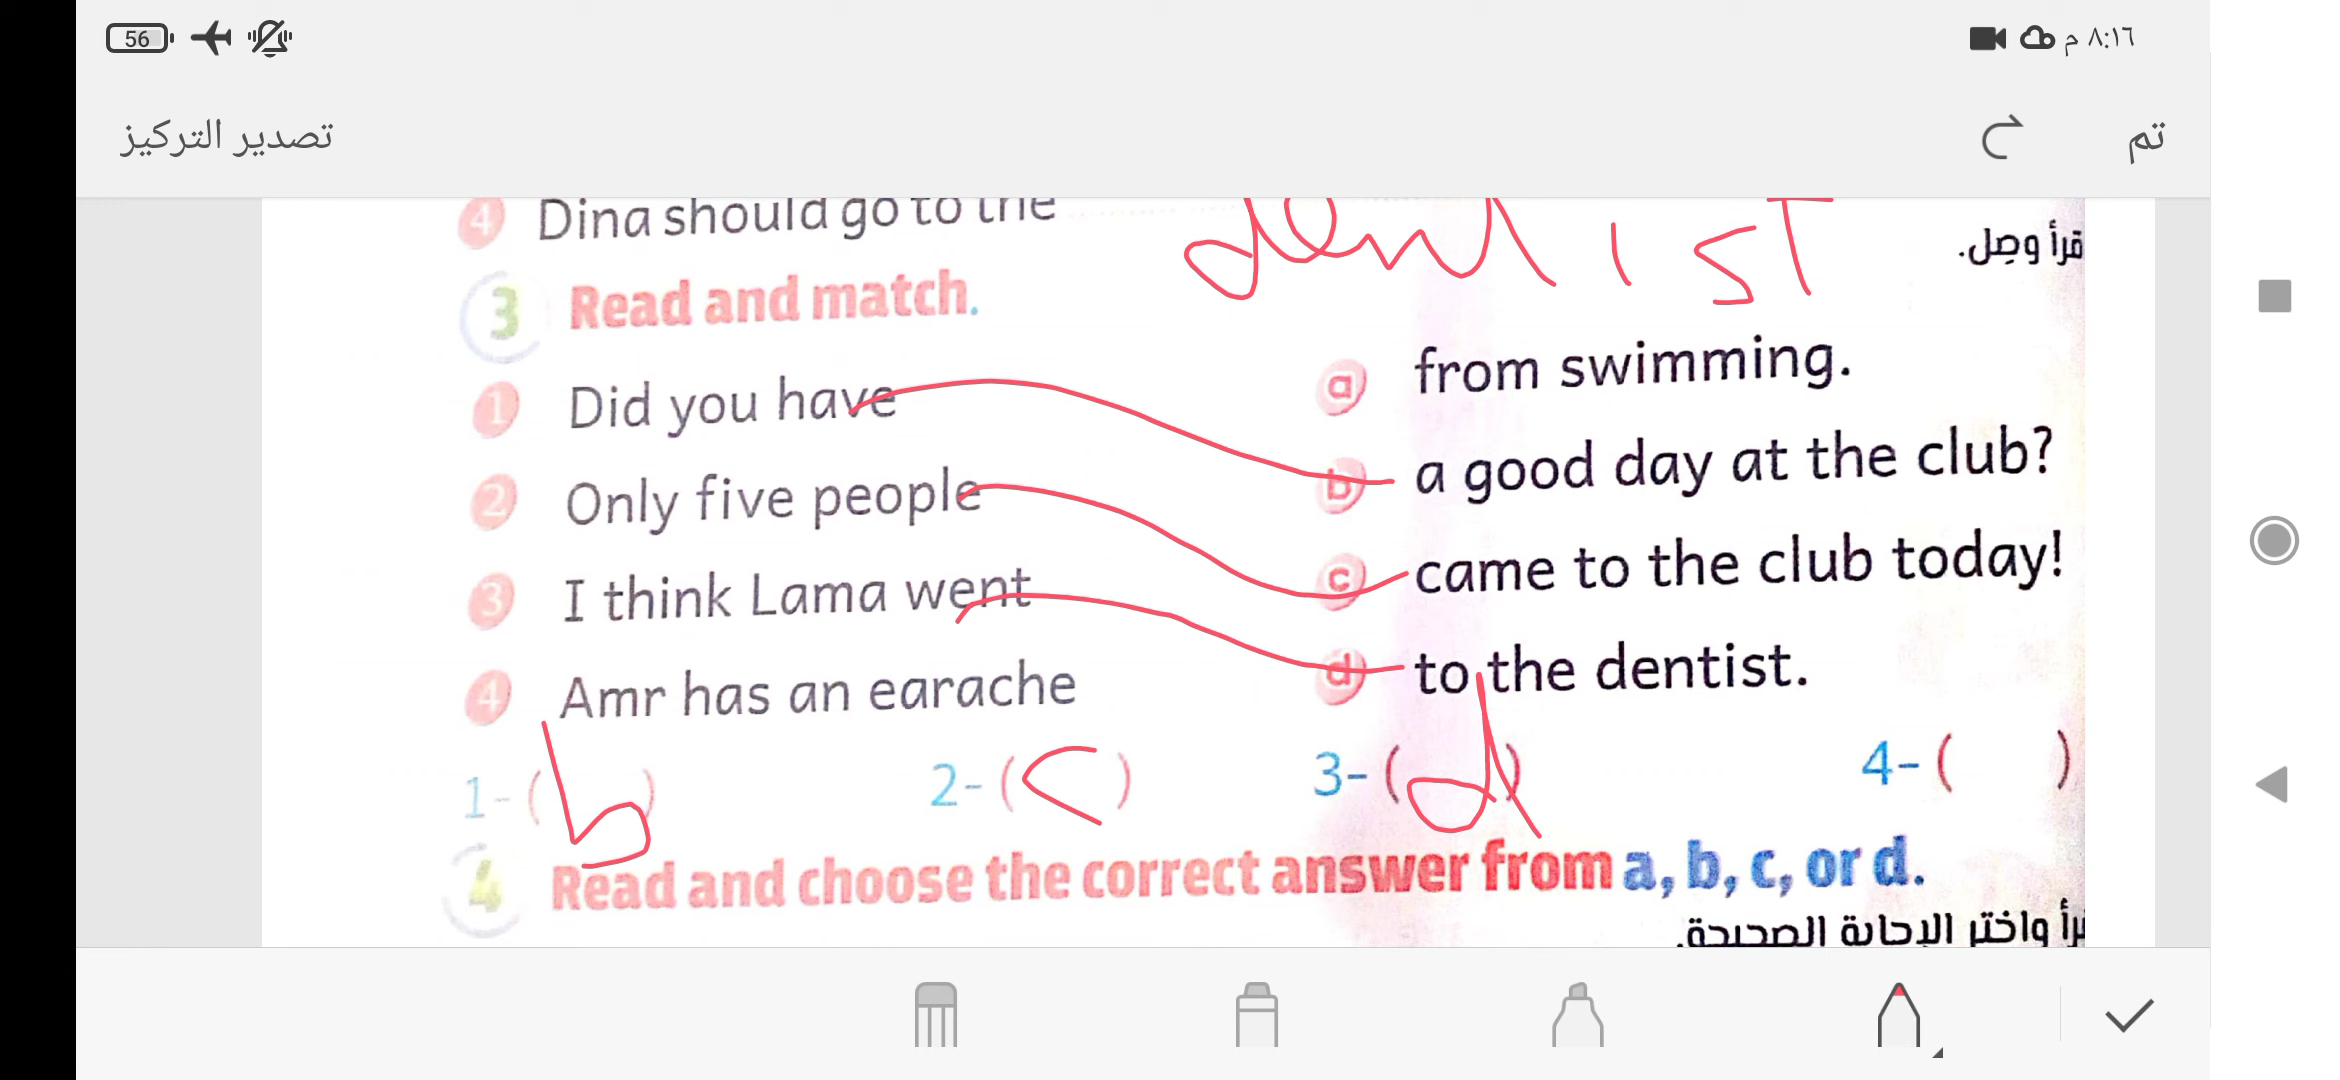 56
٨:١٦ م
تصدير التركيز
تم
4 Dina should go to the dentist
3 Read and match.
قرأ وصِل.
1 Did you have
a from swimming.
2 Only five people
b a good day at the club?
3 I think Lama went
c came to the club today!
4 Amr has an earache
d to the dentist.
1- ( b ) 2- ( c ) 3- ( d ) 4- ( )
4 Read and choose the correct answer from a, b, c, or d.
رأ واختر الإجابة الصحيحة.